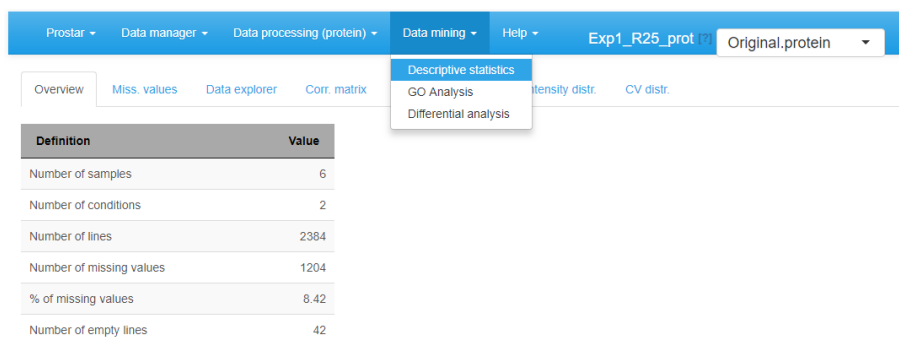 Prostar Data manager Data processing (protein) Data mining Help Exp1_R25_prot [?] Original.protein
Descriptive statistics
GO Analysis
Differential analysis
Overview Miss. values Data explorer Corr. matrix distr. CV distr.
Definition Value
Number of samples 6
Number of conditions 2
Number of lines 2384
Number of missing values 1204
% of missing values 8.42
Number of empty lines 42